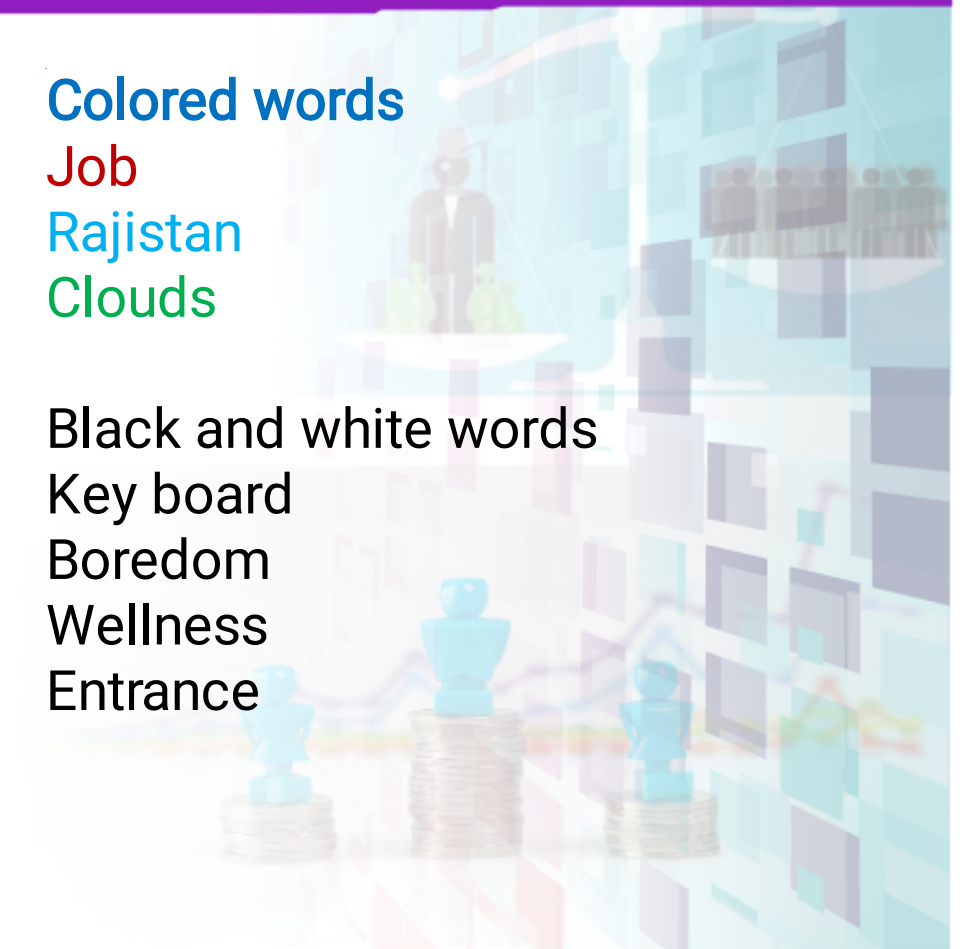 Colored words
Job
Rajistan
Clouds
Black and white words
Key board
Boredom
Wellness
Entrance